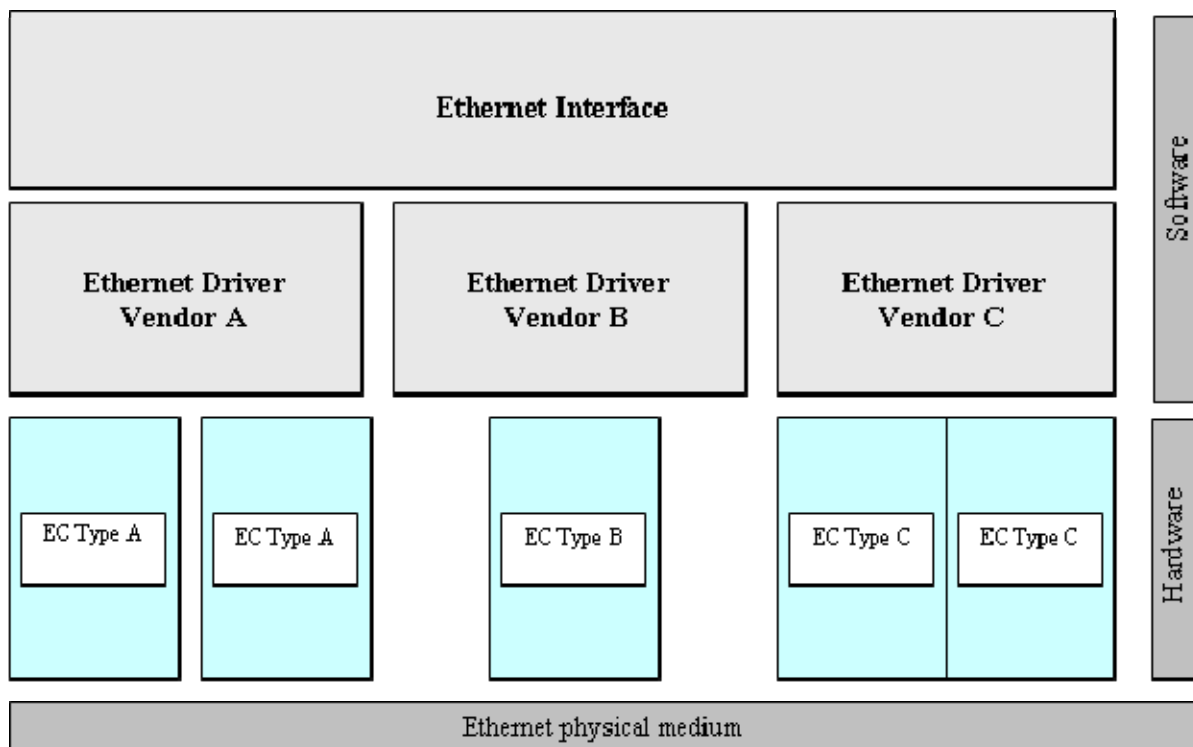 Ethernet Interface
Software
Ethernet Driver
Vendor A
Ethernet Driver
Vendor B
Ethernet Driver
Vendor C
EC Type A
EC Type A
EC Type B
EC Type C
EC Type C
Hardware
Ethernet physical medium